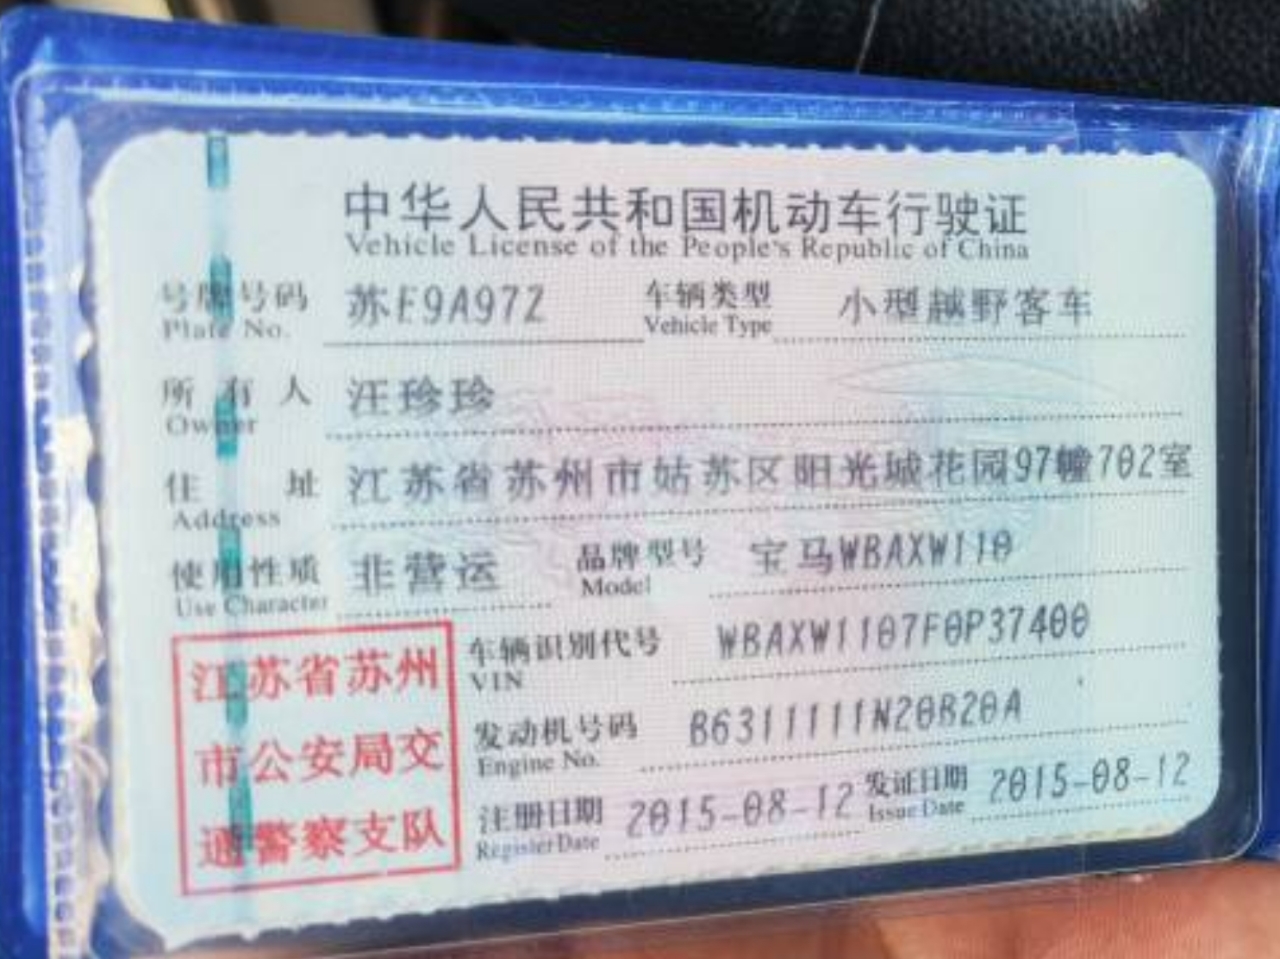 中华人民共和国机动车行驶证
Vehicle License of the People's Republic of China
号牌号码 苏E9A97Z 车辆类型 小型越野客车
Plate No. Vehicle Type
所有人 汪珍珍
Owner
住址 江苏省苏州市姑苏区阳光城花园97幢702室
Address
使用性质 非营运 品牌型号 宝马WBAXW110
Use Character Model
车辆识别代号 WBAXW1107F0P37400
VIN
发动机号码 B6311111N20B20A
Engine No.
注册日期 2015-08-12 发证日期 2015-08-12
Register Date Issue Date
江苏省苏州
市公安局交
通警察支队